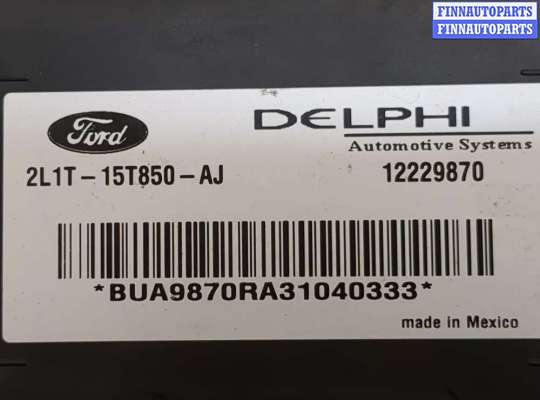 FINNAUTOPARTS
FINNAUTOPARTS
Ford
DELPHI
Automotive Systems
2L1T-15T850-AJ
12229870
*BUA9870RA31040333*
made in Mexico